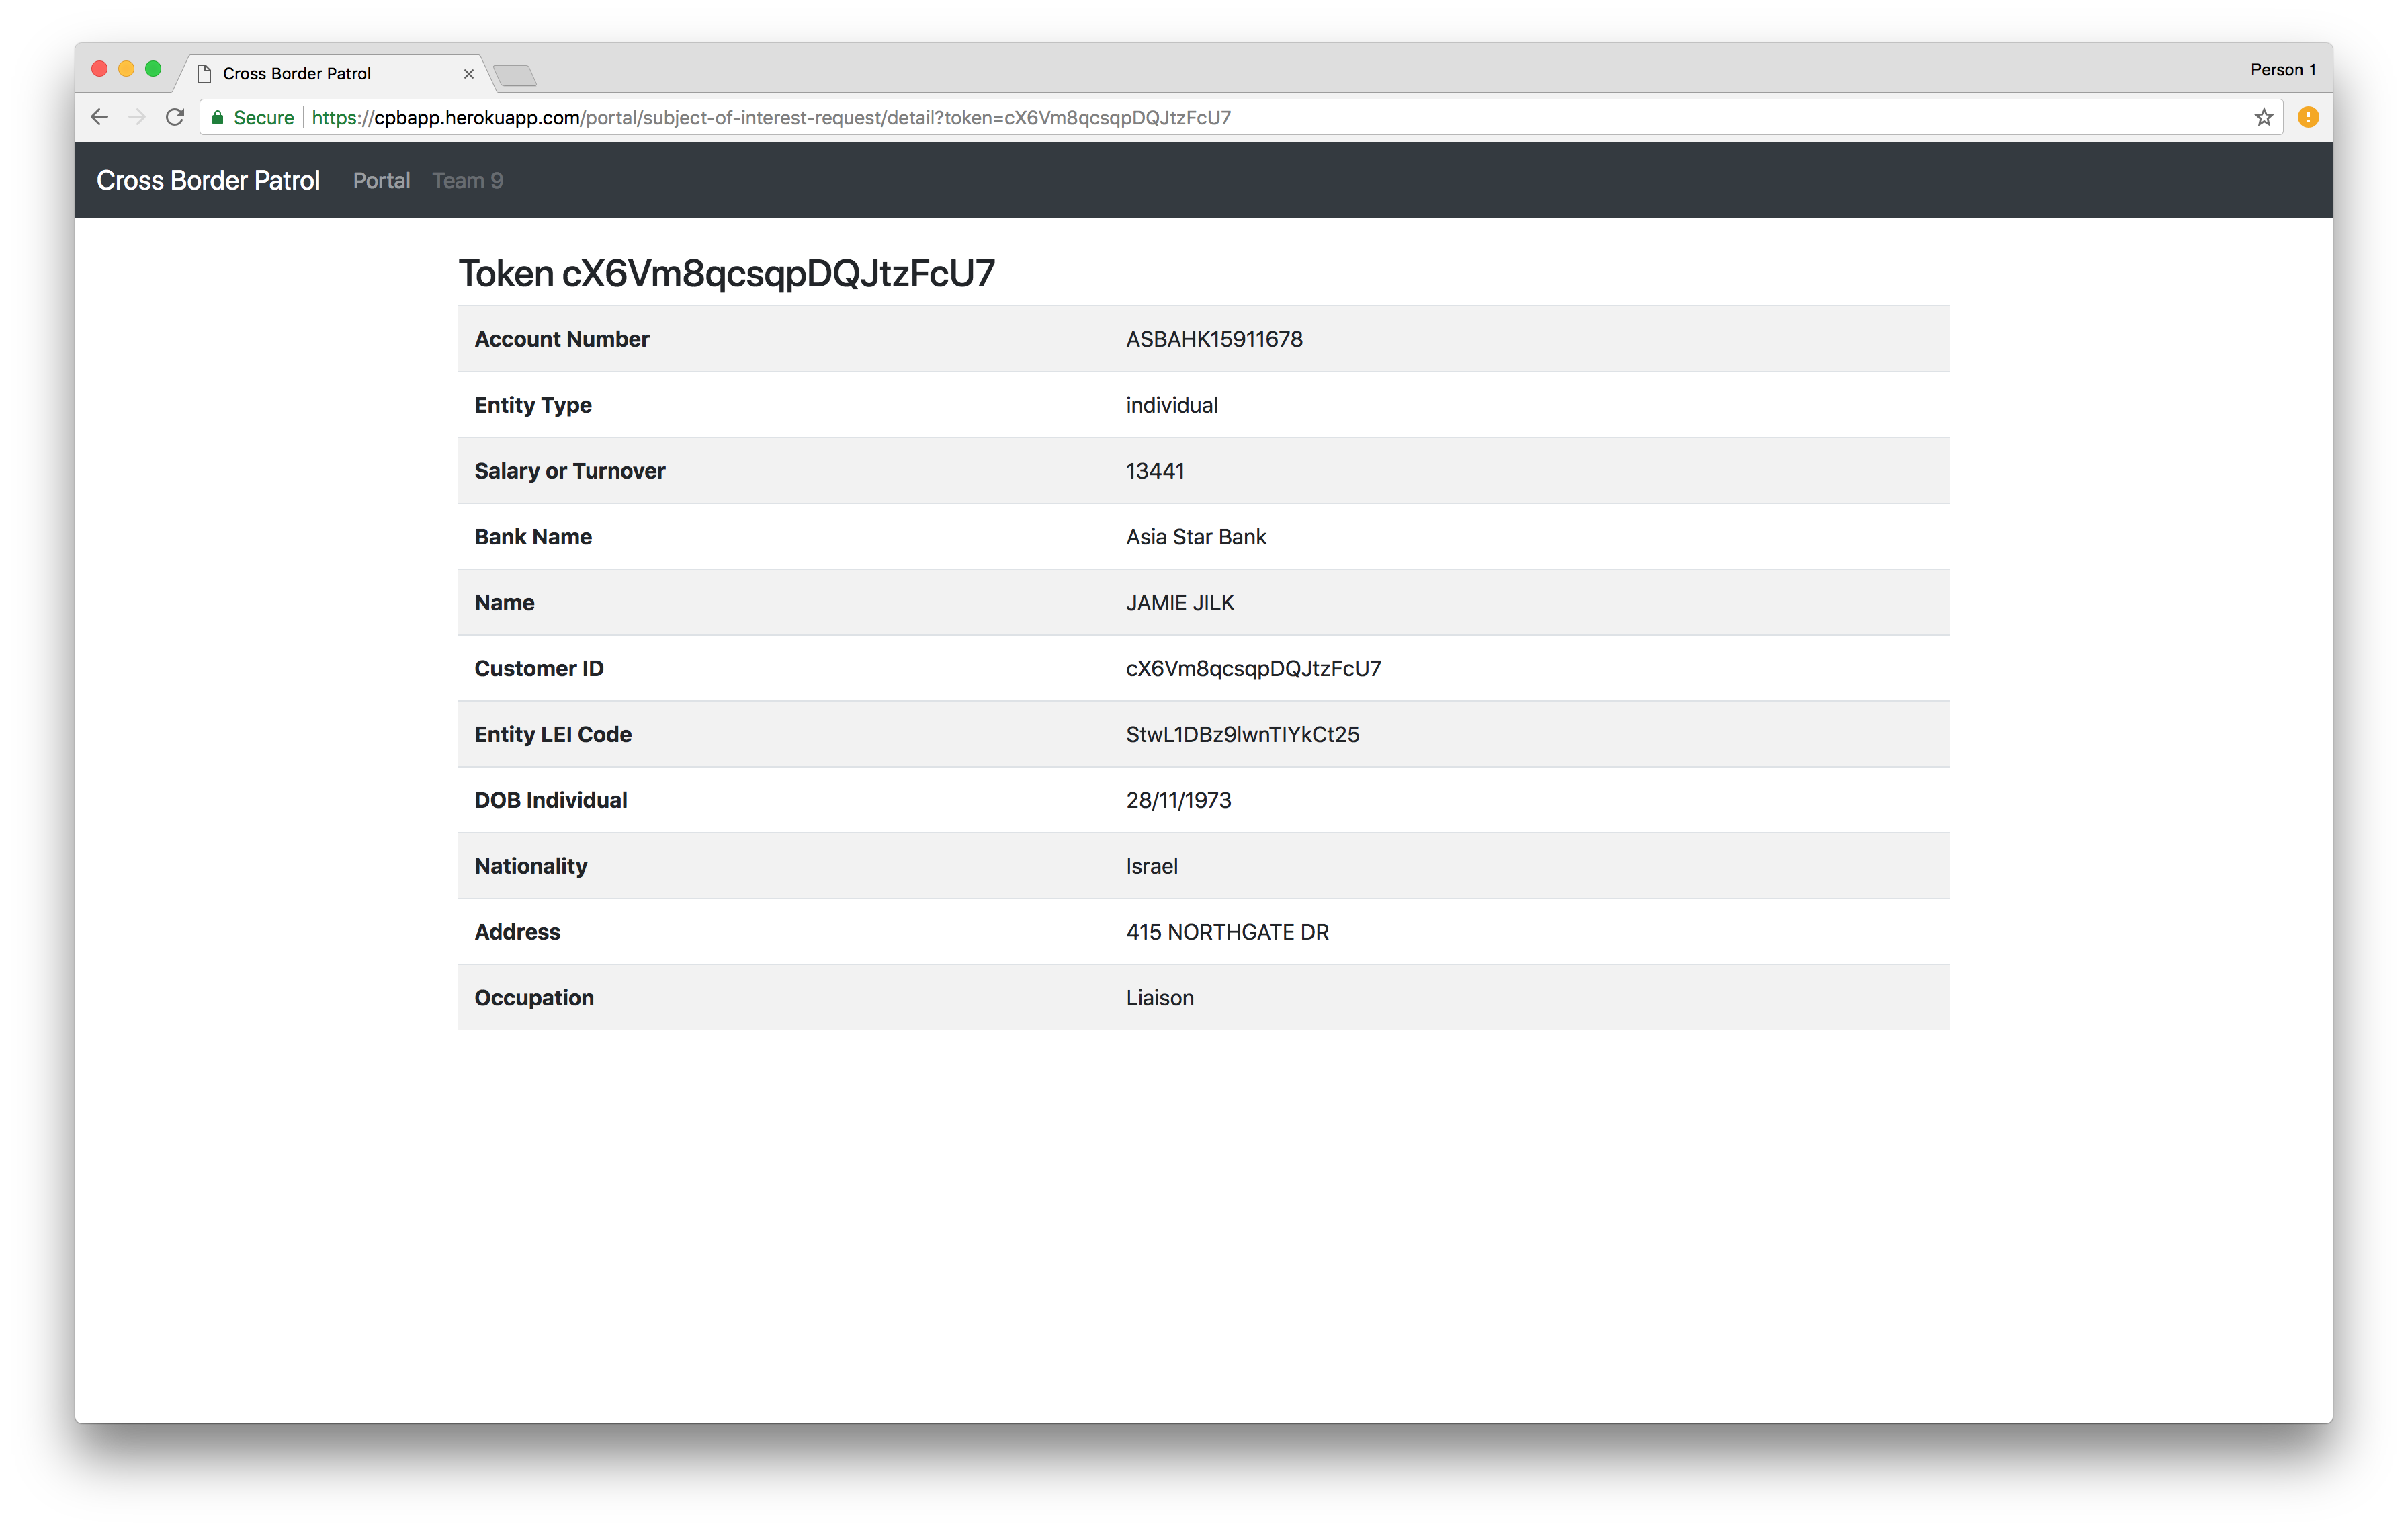 Cross Border Patrol
Person 1
Secure https://cpbapp.herokuapp.com/portal/subject-of-interest-request/detail?token=cX6Vm8qcsqpDQJtzFcU7
Cross Border Patrol Portal Team 9
Token cX6Vm8qcsqpDQJtzFcU7
Account Number ASBAHK15911678
Entity Type individual
Salary or Turnover 13441
Bank Name Asia Star Bank
Name JAMIE JILK
Customer ID cX6Vm8qcsqpDQJtzFcU7
Entity LEI Code StwL1DBz9lwnTIYkCt25
DOB Individual 28/11/1973
Nationality Israel
Address 415 NORTHGATE DR
Occupation Liaison